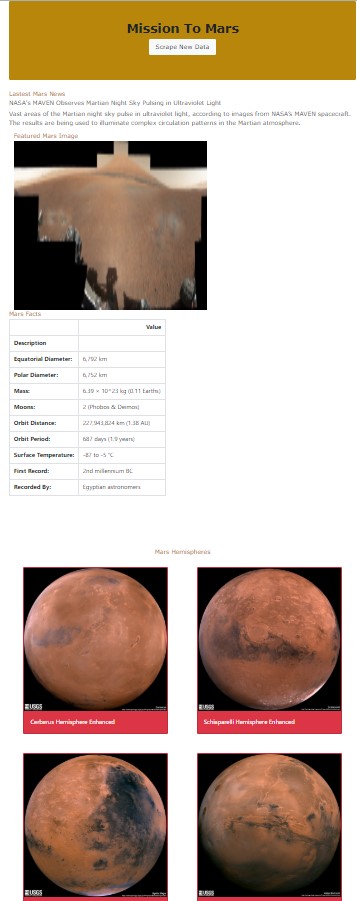 Mission To Mars
Scrape New Data
Lastest Mars News
NASA's MAVEN Observes Martian Night Sky Pulsing in Ultraviolet Light
Vast areas of the Martian night sky pulse in ultraviolet light, according to images from NASA's MAVEN spacecraft.
The results are being used to illuminate complex circulation patterns in the Martian atmosphere.
Featured Mars Image
Mars Facts
Value
Description
Equatorial Diameter: 6,792 km
Polar Diameter: 6,752 km
Mass: 6.39 × 10^23 kg (0.11 Earths)
Moons: 2 (Phobos & Deimos)
Orbit Distance: 227,943,824 km (1.38 AU)
Orbit Period: 687 days (1.9 years)
Surface Temperature: -87 to -5 °C
First Record: 2nd millennium BC
Recorded By: Egyptian astronomers
Mars Hemispheres
USGS
USGS
Cerberus Hemisphere Enhanced
Schiaparelli Hemisphere Enhanced
USGS
USGS